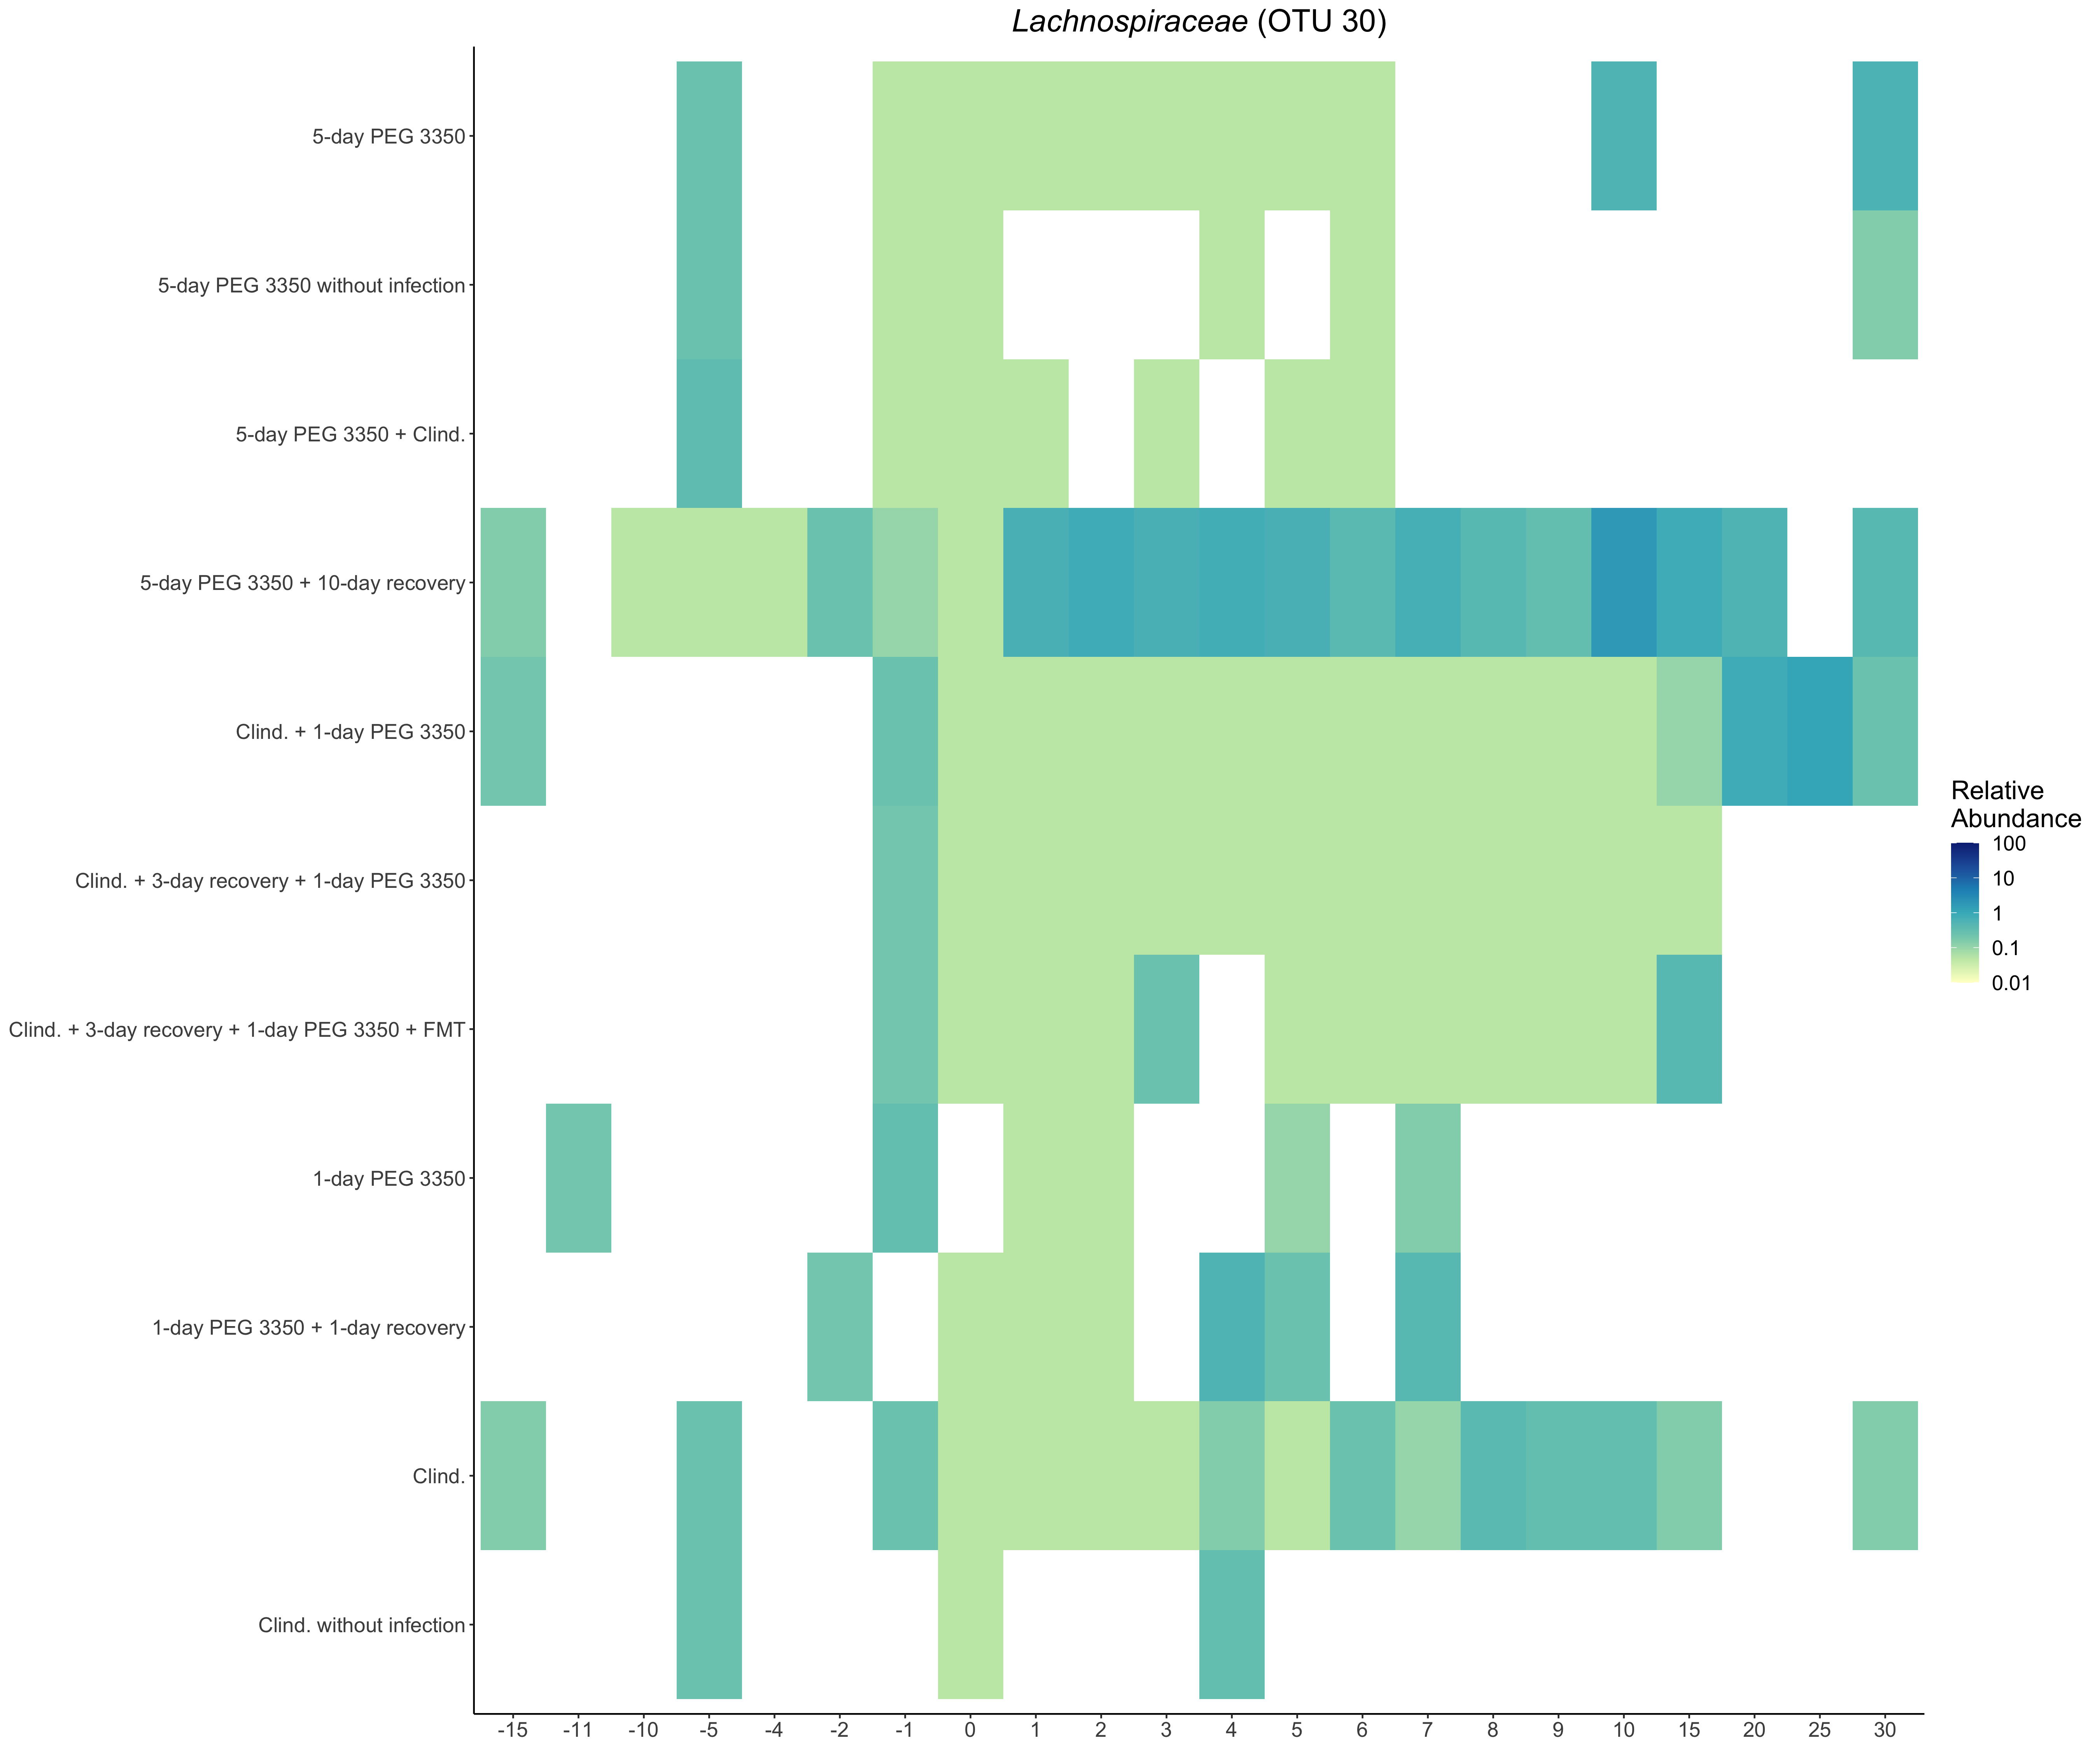 Lachnospiraceae (OTU 30)
5-day PEG 3350
5-day PEG 3350 without infection
5-day PEG 3350 + Clind.
5-day PEG 3350 + 10-day recovery
Clind. + 1-day PEG 3350
Clind. + 3-day recovery + 1-day PEG 3350
Clind. + 3-day recovery + 1-day PEG 3350 + FMT
1-day PEG 3350
1-day PEG 3350 + 1-day recovery
Clind.
Clind. without infection
-15 -11 -10 -5 -4 -2 -1 0 1 2 3 4 5 6 7 8 9 10 15 20 25 30
Relative
Abundance
100
10
1
0.1
0.01